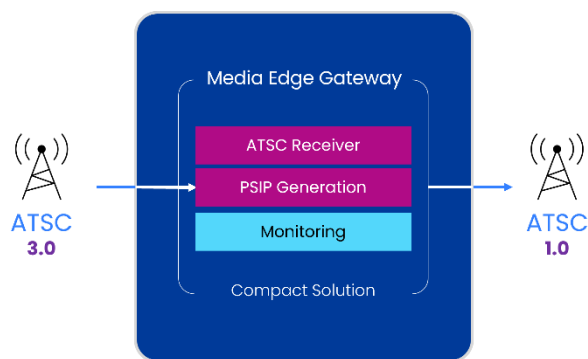 Media Edge Gateway
ATSC Receiver
PSIP Generation
Monitoring
Compact Solution
ATSC
3.0
ATSC
1.0